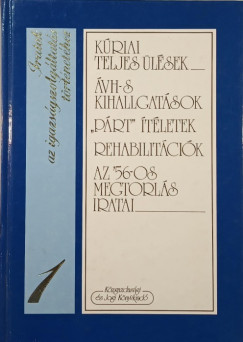 Iratok
az igazságszolgáltatás
történetéhez
1
KÚRIAI
TELJES ÜLÉSEK
ÁVH-S
KIHALLGATÁSOK
„PÁRT” ÍTÉLETEK
REHABILITÁCIÓK
AZ '56-OS
MEGTORLÁS
IRATAI
Közgazdasági
és Jogi Könyvkiadó